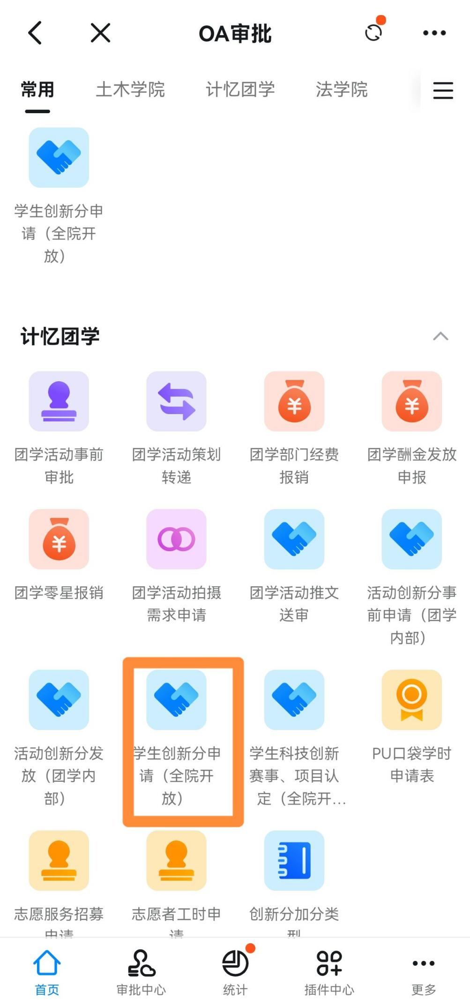 OA审批
常用 土木学院 计忆团学 法学院
学生创新分申
请（全院开
放）
计忆团学
团学活动事前
审批
团学活动策划
转递
团学部门经费
报销
团学酬金发放
申报
团学零星报销
团学活动拍摄
需求申请
团学活动推文
送审
活动创新分事
前申请（团学
内部）
活动创新分发
放（团学内
部）
学生创新分申
请（全院开
放）
学生科技创新
赛事、项目认
定（全院开...
PU口袋学时
申请表
志愿服务招募
申请
志愿者工时申
请
创新分加分类
型
首页 审批中心 统计 插件中心 更多